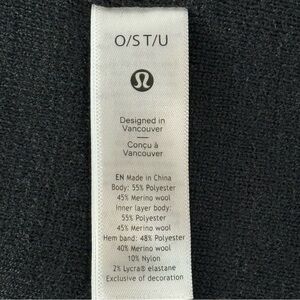 O/S T/U
Designed in
Vancouver
Conçu à
Vancouver
EN Made in China
Body: 55% Polyester
45% Merino wool
Inner layer body:
55% Polyester
45% Merino wool
Hem band: 48% Polyester
40% Merino wool
10% Nylon
2% Lycra® elastane
Exclusive of decoration